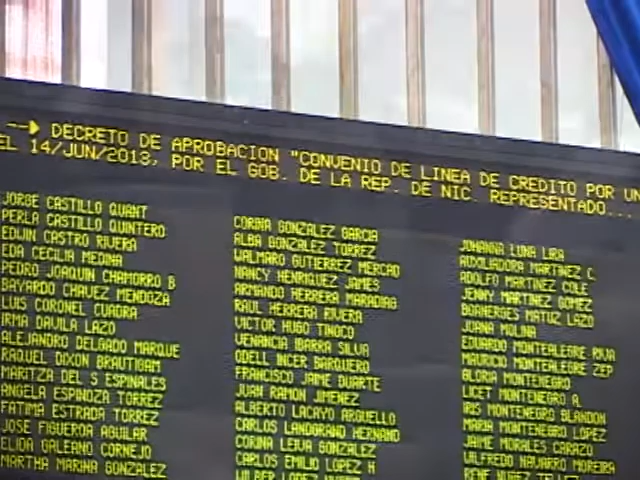 --> DECRETO DE APROBACION "CONVENIO DE LINEA DE CREDITO POR UN
EL 14/JUN/2013, POR EL GOB. DE LA REP. DE NIC. REPRESENTADO...
JORGE CASTILLO QUANT
PERLA CASTILLO QUINTERO
EDWIN CASTRO RIVERA
EDA CECILIA MEDINA
PEDRO JOAQUIN CHAMORRO B
BAYARDO CHAVEZ MENDOZA
LUIS CORONEL CUADRA
IRMA DAVILA LAZO
ALEJANDRO DELGADO MARQUE
RAQUEL DIXON BRAUTIGAM
MARITZA DEL S ESPINALES
ANGELA ESPINOZA TORREZ
FATIMA ESTRADA TORREZ
JOSE FIGUEROA AGUILAR
ELIDA GALEANO CORNEJO
MARTHA MARINA GONZALEZ
CORINA GONZALEZ GARCIA
ALBA GONZALEZ TORREZ
WALMARO GUTIERREZ MERCAD
NANCY HENRIQUEZ JAMES
ARMANDO HERRERA MARADIAG
RAUL HERRERA RIVERA
VICTOR HUGO TINOCO
VENANCIA IBARRA SILVA
ODELL INCER BARQUERO
FRANCISCO JAIME DUARTE
JUAN RAMON JIMENEZ
ALBERTO LACAYO ARGUELLO
CARLOS LANGRAND HERNAND
CORINA LEIVA GONZALEZ
CARLOS EMILIO LOPEZ H
WILBER LOPEZ
JOHANNA LUNA LIRA
AUXILIADORA MARTINEZ C
ADOLFO MARTINEZ COLE
JENNY MARTINEZ GOMEZ
BOANERGES MATUZ LAZO
JUANA MOLINA
EDUARDO MONTEALEGRE RIVA
MAURICIO MONTEALEGRE ZEP
GLORIA MONTENEGRO
LICET MONTENEGRO A
IRIS MONTENEGRO BLANDON
MARIA MONTENEGRO LOPEZ
JAIME MORALES CARAZO
WILFREDO NAVARRO MOREIRA
RENE NUÑEZ TELLEZ